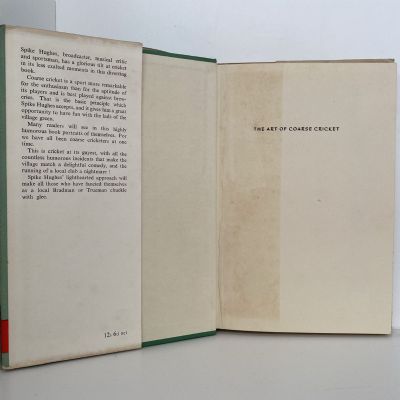 Spike Hughes, broadcaster, musical critic
and sportsman, has a glorious tilt at cricket
in its less exalted moments in this diverting
book.
Coarse cricket is a sport more remarkable
for the enthusiasm than for the aptitude of
its players and is best played against brew-
eries. That is the basic principle which
Spike Hughes accepts, and it gives him a great
opportunity to have fun with the lads of the
village green.
Many readers will see in this highly
humorous book portraits of themselves. For
we have all been coarse cricketers at one
time.
This is cricket at its gayest, with all the
countless humorous incidents that make the
village match a delightful comedy, and the
running of a local club a nightmare!
Spike Hughes' lighthearted approach will
make all those who have fancied themselves
as a local Bradman or Trueman chuckle
with glee.
12s 6d net
THE ART OF COARSE CRICKET